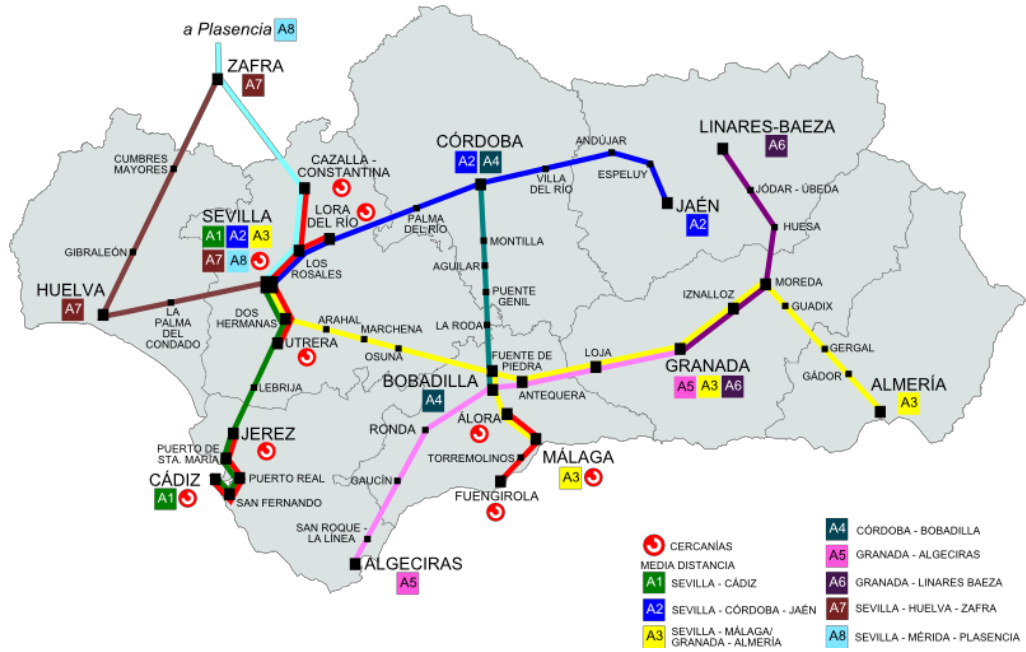 a Plasencia A8
ZAFRA
A7
CUMBRES
MAYORES
GIBRALEÓN
HUELVA
A7
LA
PALMA
DEL
CONDADO
CAZALLA -
CONSTANTINA
LORA
DEL RÍO
SEVILLA
A1 A2 A3
A7 A8
LOS
ROSALES
DOS
HERMANAS
UTRERA
LEBRIJA
JEREZ
PUERTO DE
STA. MARÍA
CÁDIZ
A1
PUERTO REAL
SAN FERNANDO
CÓRDOBA
A2 A4
PALMA
DEL RÍO
VILLA
DEL RÍO
ANDÚJAR
ESPELUY
JAÉN
A2
LINARES-BAEZA
A6
JÓDAR - ÚBEDA
HUESA
MOREDA
IZNALLOZ
GUADIX
GERGAL
GÁDOR
ALMERÍA
A3
MONTILLA
AGUILAR
PUENTE
GENIL
LA RODA
ARAHAL
MARCHENA
OSUNA
FUENTE DE
PIEDRA
LOJA
GRANADA
A5 A3 A6
ANTEQUERA
BOBADILLA
A4
RONDA
ÁLORA
TORREMOLINOS
MÁLAGA
A3
FUENGIROLA
GAUCÍN
SAN ROQUE -
LA LÍNEA
ALGECIRAS
A5
CERCANÍAS
MEDIA DISTANCIA
A1 SEVILLA - CÁDIZ
A2 SEVILLA - CÓRDOBA - JAÉN
A3 SEVILLA - MÁLAGA/
GRANADA - ALMERÍA
A4 CÓRDOBA - BOBADILLA
A5 GRANADA - ALGECIRAS
A6 GRANADA - LINARES BAEZA
A7 SEVILLA - HUELVA - ZAFRA
A8 SEVILLA - MÉRIDA - PLASENCIA